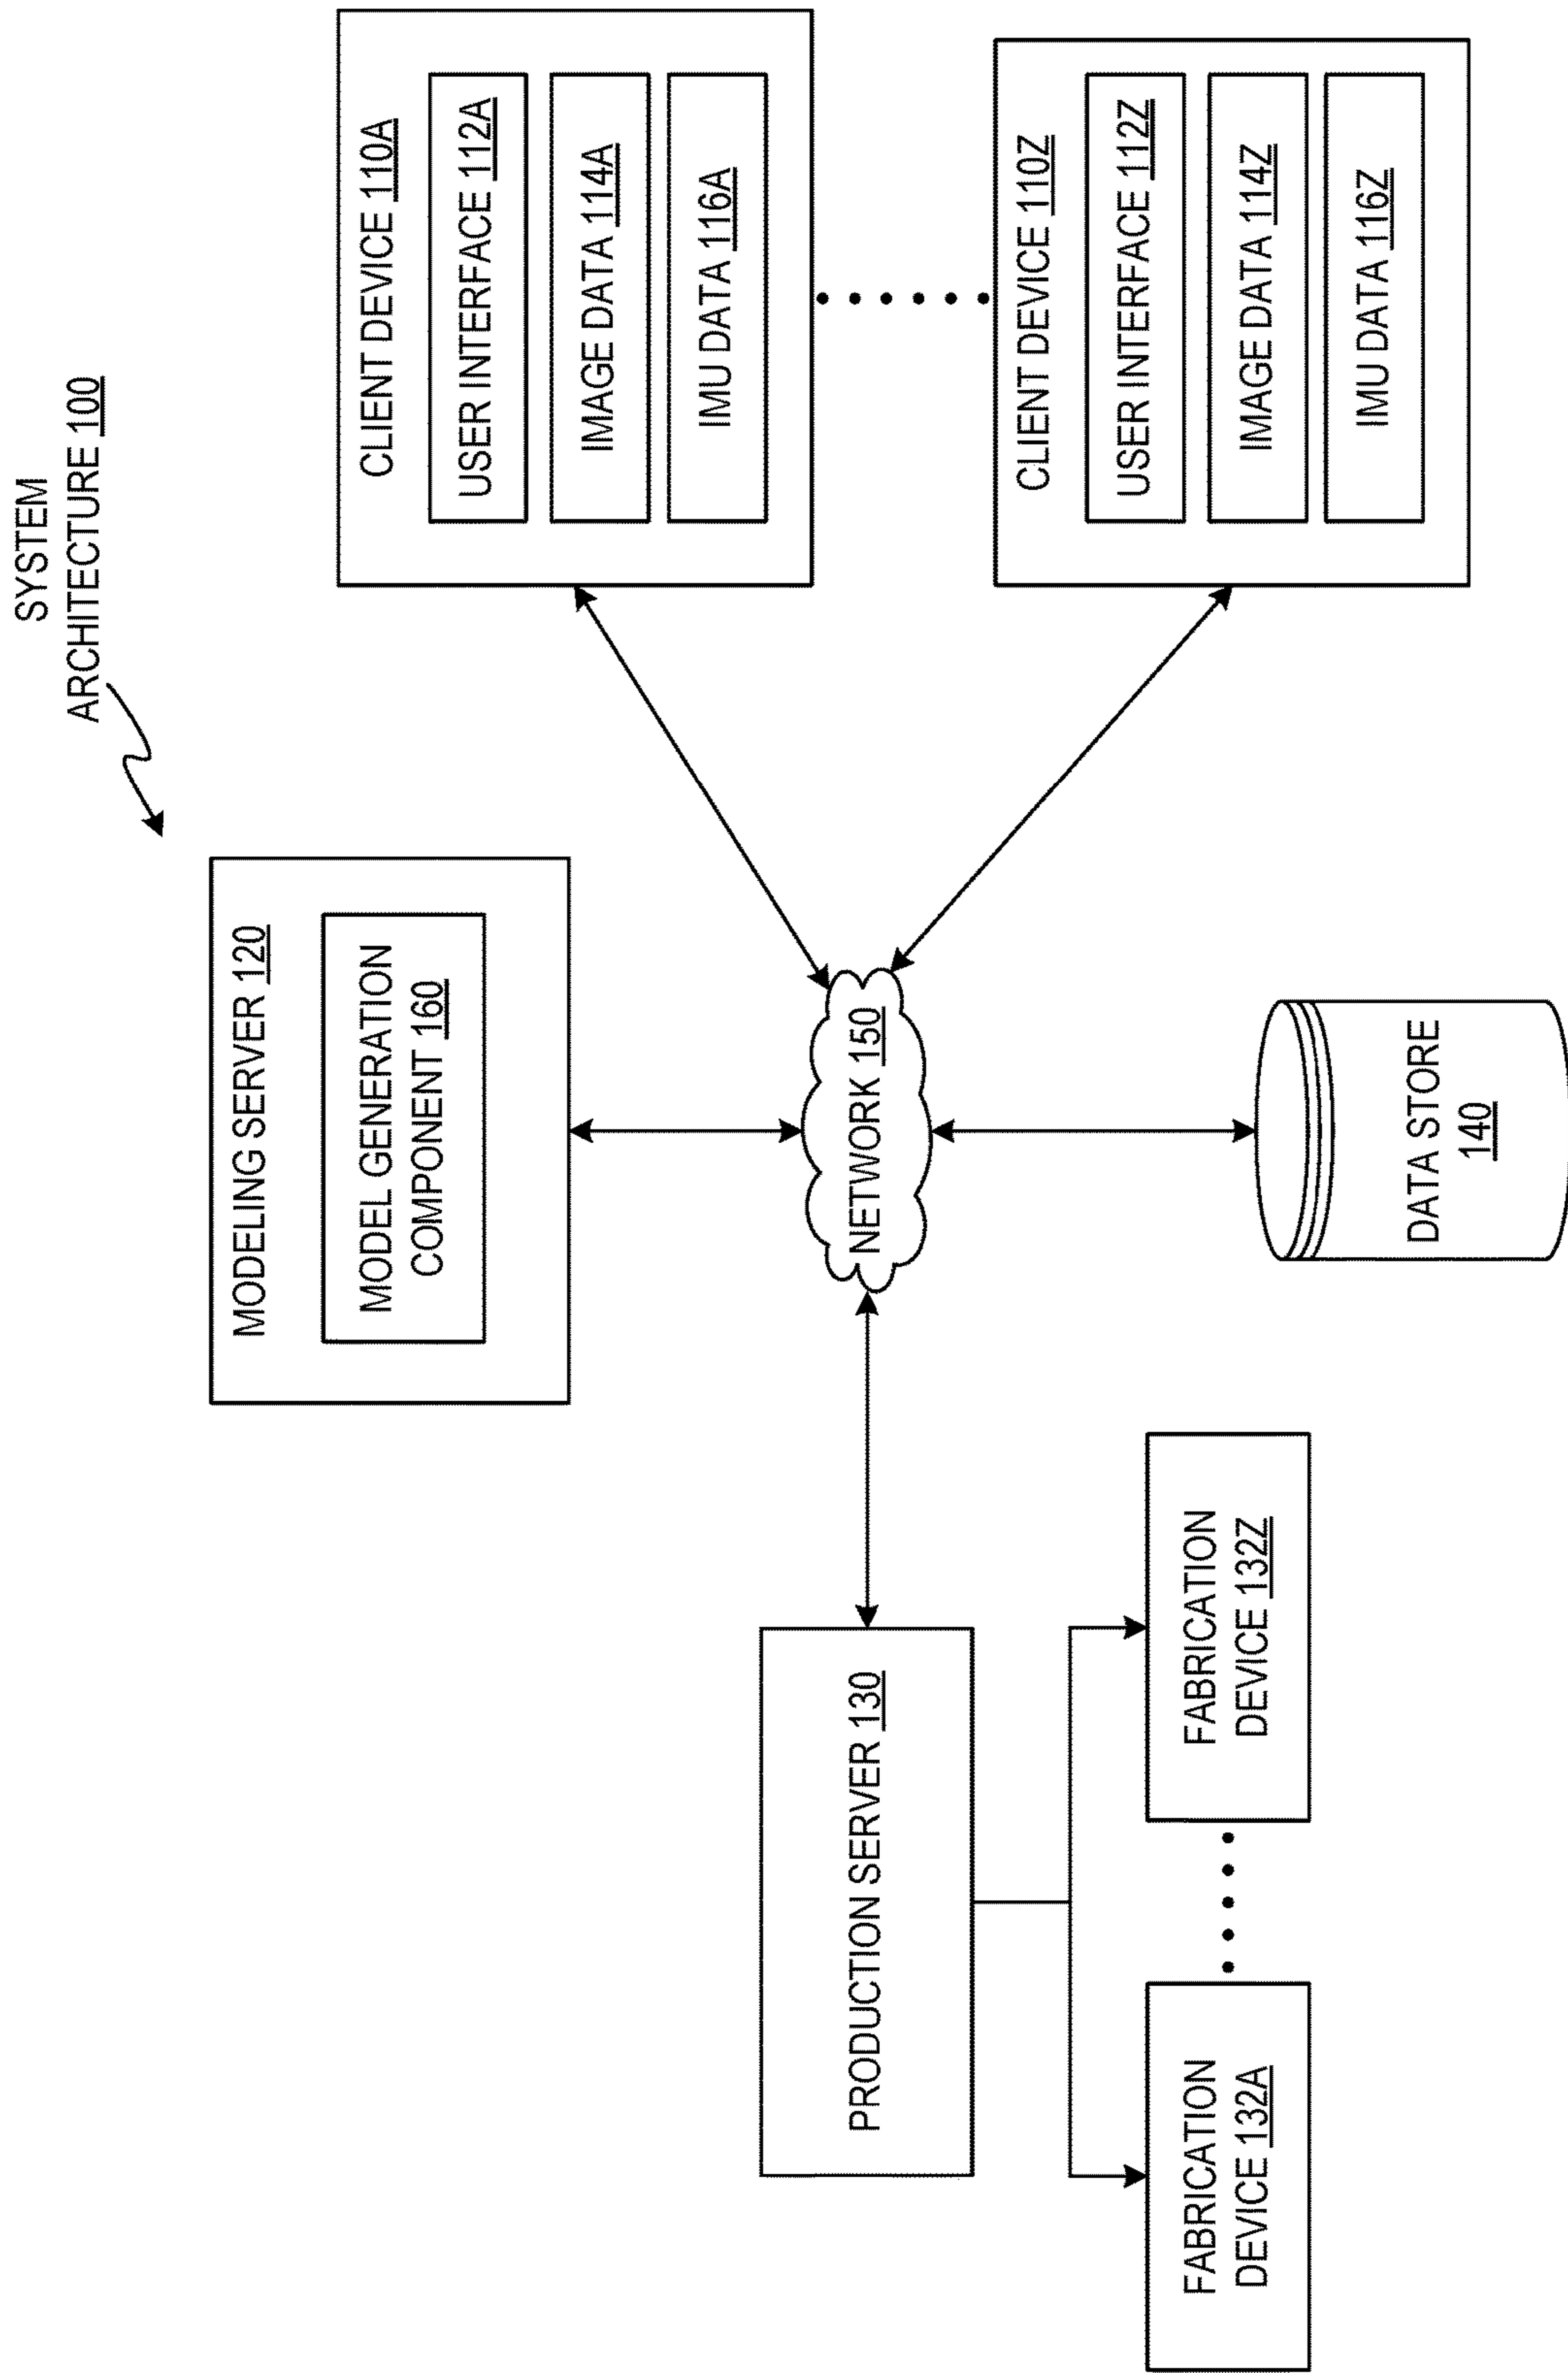 SYSTEM
ARCHITECTURE 100
MODELING SERVER 120
MODEL GENERATION
COMPONENT 160
CLIENT DEVICE 110A
USER INTERFACE 112A
IMAGE DATA 114A
IMU DATA 116A
NETWORK 150
PRODUCTION SERVER 130
CLIENT DEVICE 110Z
USER INTERFACE 112Z
IMAGE DATA 114Z
IMU DATA 116Z
FABRICATION
DEVICE 132A
FABRICATION
DEVICE 132Z
DATA STORE
140